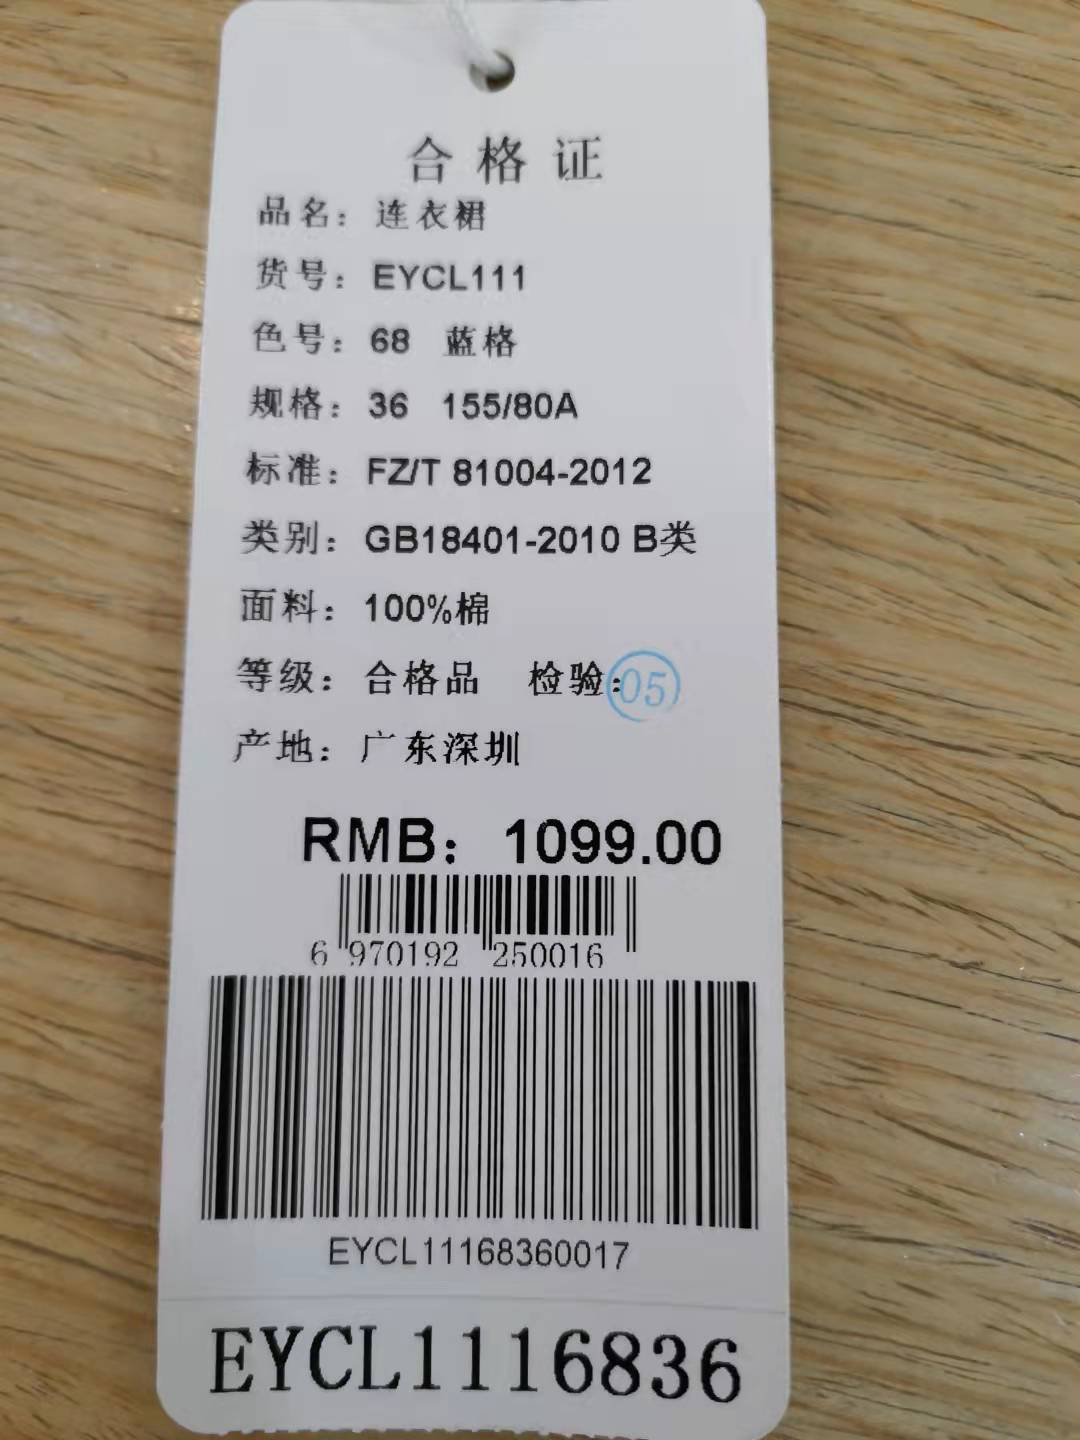 合格证
品名：连衣裙
货号：EYCL111
色号：68 蓝格
规格：36 155/80A
标准：FZ/T 81004-2012
类别：GB18401-2010 B类
面料：100%棉
等级：合格品 检验：05
产地：广东深圳
RMB：1099.00
6 970192 250016
EYCL11168360017
EYCL1116836